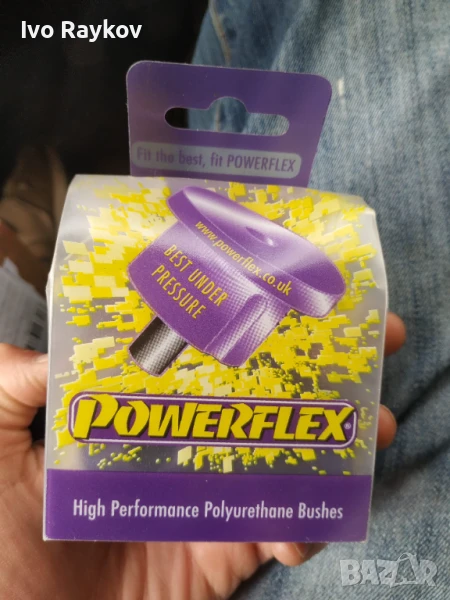 Ivo Raykov
Fit the best, fit POWERFLEX
www.powerflex.co.uk
BEST UNDER
PRESSURE
POWERFLEX®
High Performance Polyurethane Bushes
BAZAR